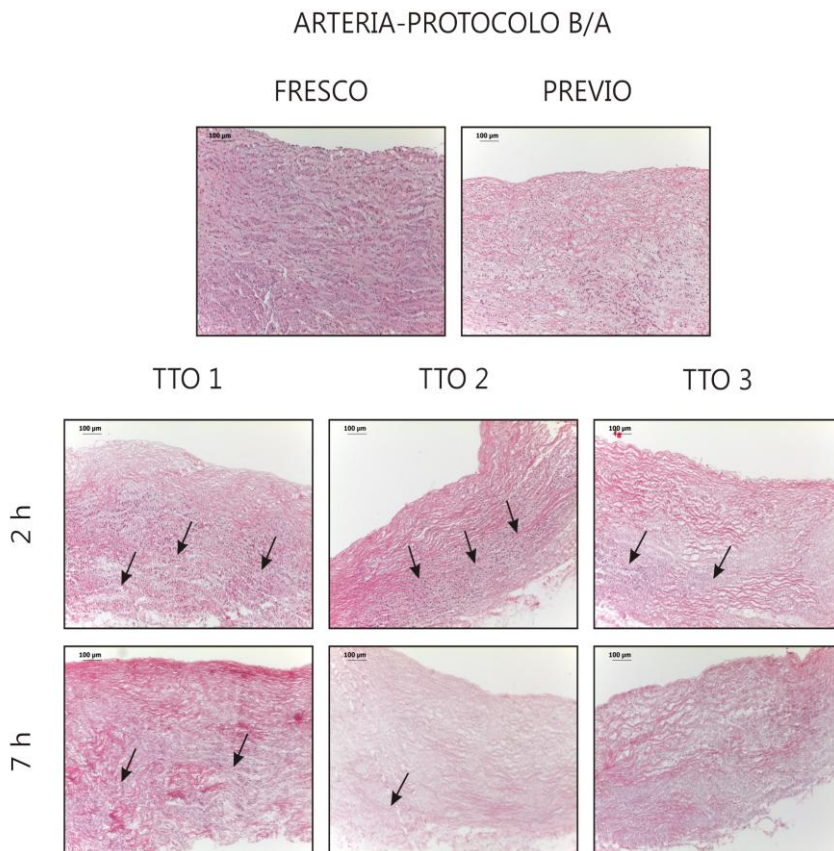 ARTERIA-PROTOCOLO B/A
FRESCO PREVIO
100 µm 100 µm
TTO 1 TTO 2 TTO 3
2 h
100 µm 100 µm 100 µm
7 h
100 µm 100 µm 100 µm